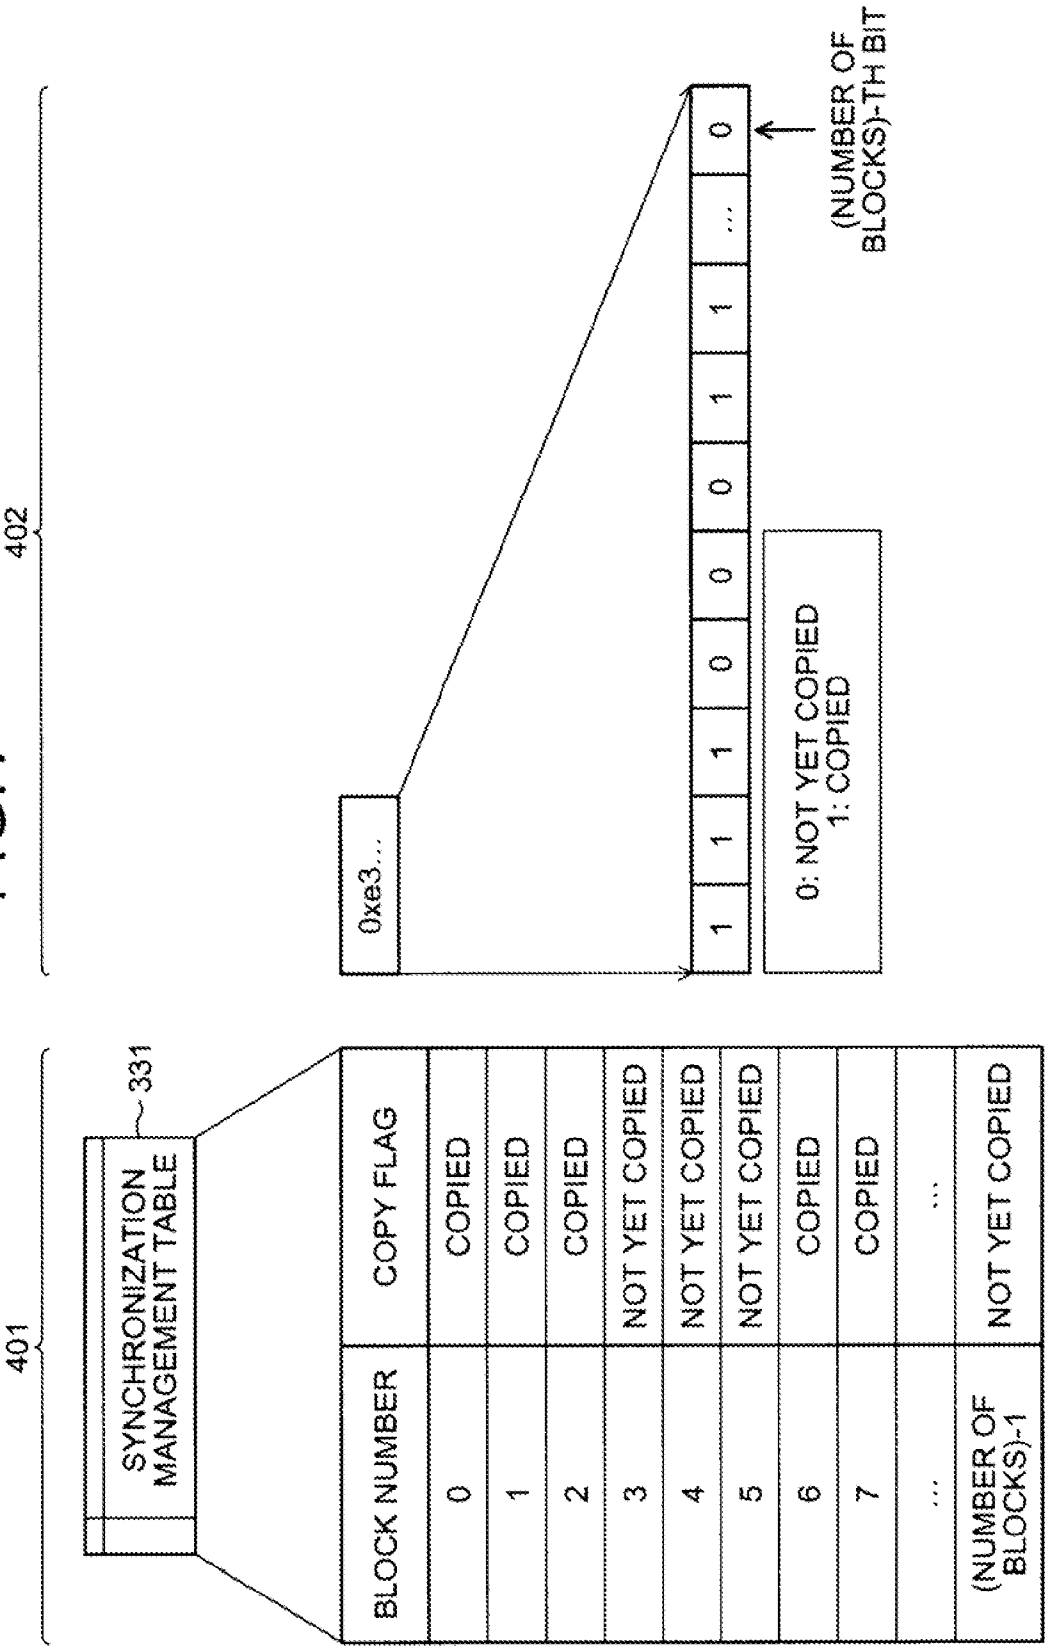 401
SYNCHRONIZATION
MANAGEMENT TABLE
331
BLOCK NUMBER
COPY FLAG
0
COPIED
1
COPIED
2
COPIED
3
NOT YET COPIED
4
NOT YET COPIED
5
NOT YET COPIED
6
COPIED
7
COPIED
...
...
(NUMBER OF
BLOCKS)-1
NOT YET COPIED
402
0xe3...
1
1
1
0
0
0
1
1
...
0
0: NOT YET COPIED
1: COPIED
(NUMBER OF
BLOCKS)-TH BIT